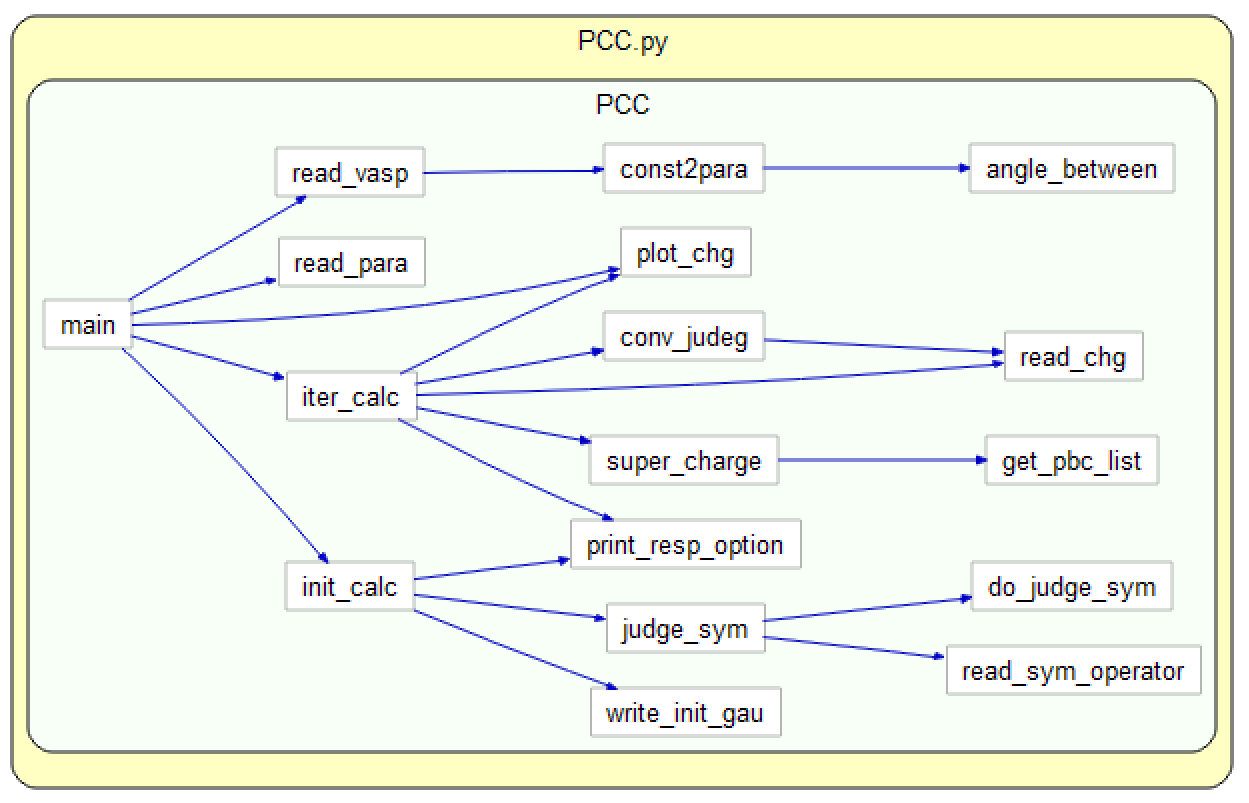 PCC.py
PCC
read_vasp
const2para
angle_between
read_para
plot_chg
main
conv_judeg
read_chg
iter_calc
super_charge
get_pbc_list
print_resp_option
init_calc
do_judge_sym
judge_sym
read_sym_operator
write_init_gau